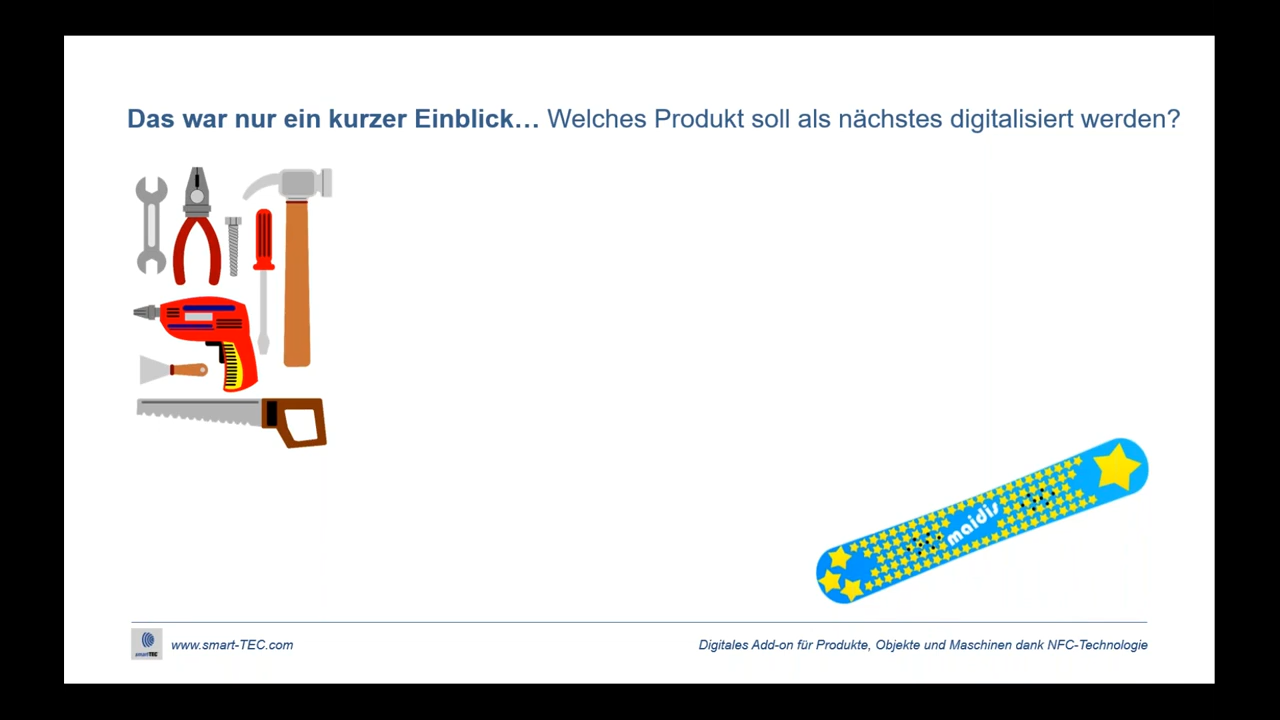 Das war nur ein kurzer Einblick… Welches Produkt soll als nächstes digitalisiert werden?
maidis
smartTEC
www.smart-TEC.com
Digitales Add-on für Produkte, Objekte und Maschinen dank NFC-Technologie